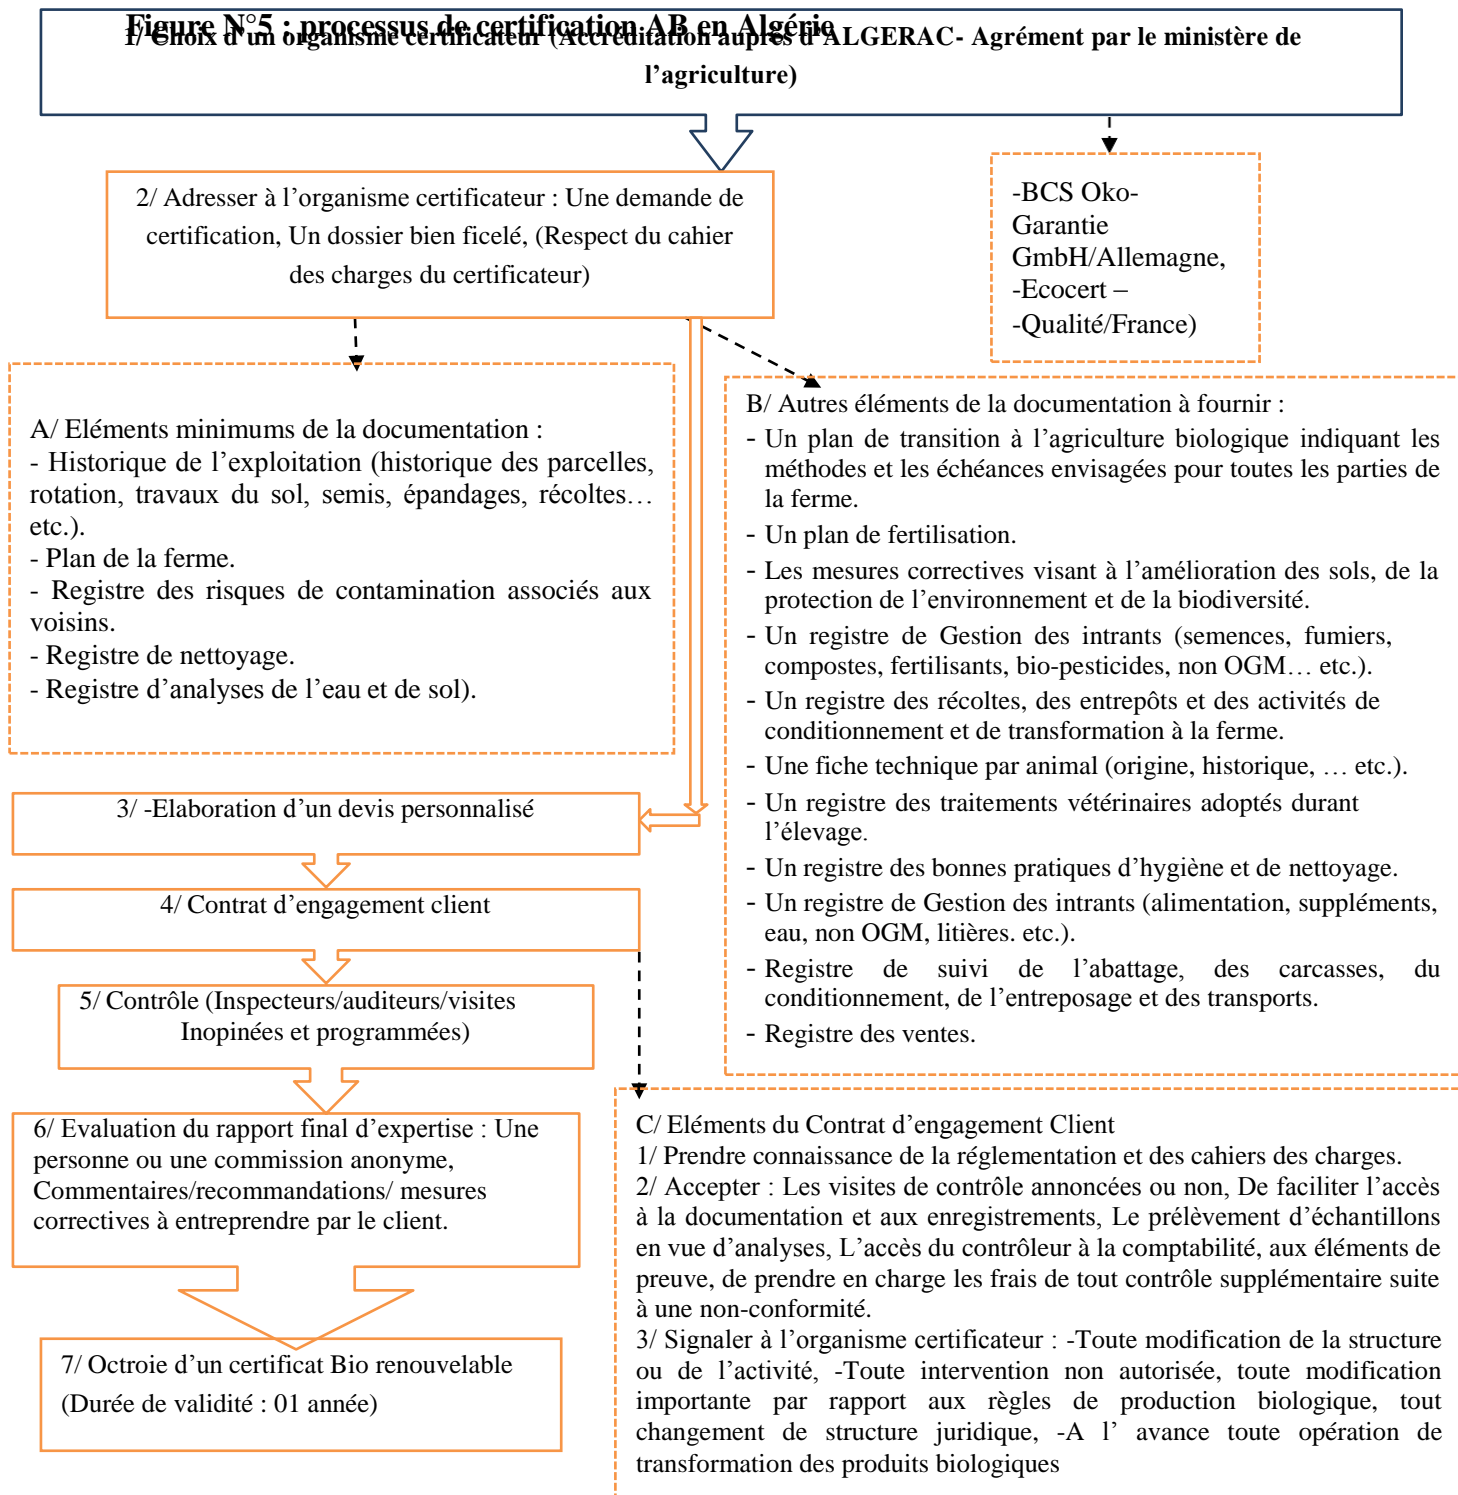 Figure N°5 : processus de certification AB en Algérie
1/ Choix d'un organisme certificateur (Accréditation auprès d'ALGERAC- Agrément par le ministère de
l'agriculture)
2/ Adresser à l'organisme certificateur : Une demande de
certification, Un dossier bien ficelé, (Respect du cahier
des charges du certificateur)
-BCS Oko-
Garantie
GmbH/Allemagne,
-Ecocert –
-Qualité/France)
A/ Eléments minimums de la documentation :
- Historique de l'exploitation (historique des parcelles,
rotation, travaux du sol, semis, épandages, récoltes…
etc.).
- Plan de la ferme.
- Registre des risques de contamination associés aux
voisins.
- Registre de nettoyage.
- Registre d'analyses de l'eau et de sol).
B/ Autres éléments de la documentation à fournir :
- Un plan de transition à l'agriculture biologique indiquant les
méthodes et les échéances envisagées pour toutes les parties de
la ferme.
- Un plan de fertilisation.
- Les mesures correctives visant à l'amélioration des sols, de la
protection de l'environnement et de la biodiversité.
- Un registre de Gestion des intrants (semences, fumiers,
compostes, fertilisants, bio-pesticides, non OGM… etc.).
- Un registre des récoltes, des entrepôts et des activités de
conditionnement et de transformation à la ferme.
- Une fiche technique par animal (origine, historique, … etc.).
- Un registre des traitements vétérinaires adoptés durant
l'élevage.
- Un registre des bonnes pratiques d'hygiène et de nettoyage.
- Un registre de Gestion des intrants (alimentation, suppléments,
eau, non OGM, litières. etc.).
- Registre de suivi de l'abattage, des carcasses, du
conditionnement, de l'entreposage et des transports.
- Registre des ventes.
3/ -Elaboration d'un devis personnalisé
4/ Contrat d'engagement client
5/ Contrôle (Inspecteurs/auditeurs/visites
Inopinées et programmées)
6/ Evaluation du rapport final d'expertise : Une
personne ou une commission anonyme,
Commentaires/recommandations/ mesures
correctives à entreprendre par le client.
7/ Octroie d'un certificat Bio renouvelable
(Durée de validité : 01 année)
C/ Eléments du Contrat d'engagement Client
1/ Prendre connaissance de la réglementation et des cahiers des charges.
2/ Accepter : Les visites de contrôle annoncées ou non, De faciliter l'accès
à la documentation et aux enregistrements, Le prélèvement d'échantillons
en vue d'analyses, L'accès du contrôleur à la comptabilité, aux éléments de
preuve, de prendre en charge les frais de tout contrôle supplémentaire suite
à une non-conformité.
3/ Signaler à l'organisme certificateur : -Toute modification de la structure
ou de l'activité, -Toute intervention non autorisée, toute modification
importante par rapport aux règles de production biologique, tout
changement de structure juridique, -A l' avance toute opération de
transformation des produits biologiques